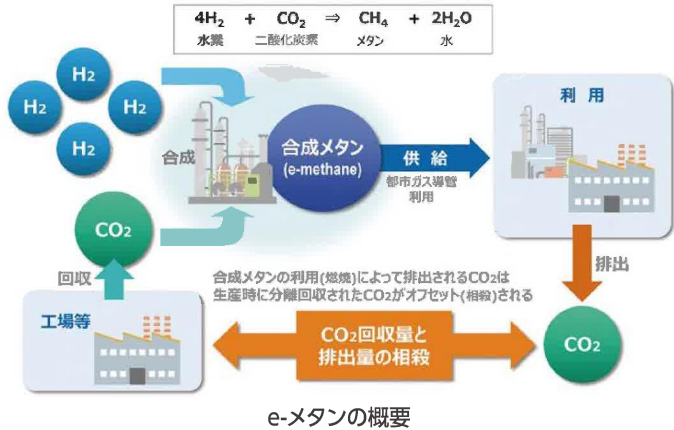 4H₂ + CO₂ ⇒ CH₄ + 2H₂O
水素 二酸化炭素 メタン 水
H₂
H₂
H₂
H₂
合成
合成メタン
(e-methane)
供給
都市ガス導管
利用
利用
CO₂
回収
排出
合成メタンの利用(燃焼)によって排出されるCO₂は
生産時に分離回収されたCO₂がオフセット(相殺)される
工場等
CO₂回収量と
排出量の相殺
CO₂
e-メタンの概要